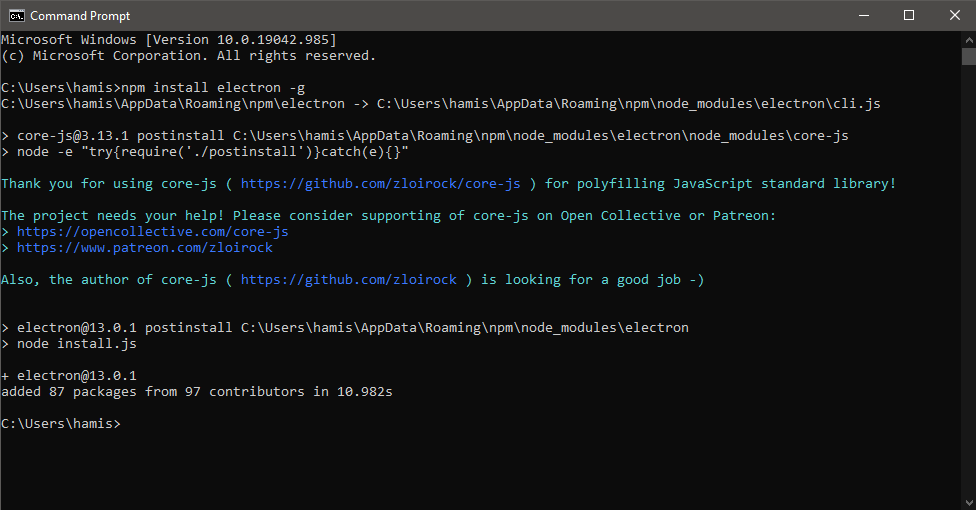 Command Prompt
Microsoft Windows [Version 10.0.19042.985]
(c) Microsoft Corporation. All rights reserved.
C:\Users\hamis>npm install electron -g
C:\Users\hamis\AppData\Roaming\npm\electron -> C:\Users\hamis\AppData\Roaming\npm\node_modules\electron\cli.js
> core-js@3.13.1 postinstall C:\Users\hamis\AppData\Roaming\npm\node_modules\electron\node_modules\core-js
> node -e "try{require('./postinstall')}catch(e){}"
Thank you for using core-js ( https://github.com/zloirock/core-js ) for polyfilling JavaScript standard library!
The project needs your help! Please consider supporting of core-js on Open Collective or Patreon:
> https://opencollective.com/core-js
> https://www.patreon.com/zloirock
Also, the author of core-js ( https://github.com/zloirock ) is looking for a good job -)
> electron@13.0.1 postinstall C:\Users\hamis\AppData\Roaming\npm\node_modules\electron
> node install.js
+ electron@13.0.1
added 87 packages from 97 contributors in 10.982s
C:\Users\hamis>